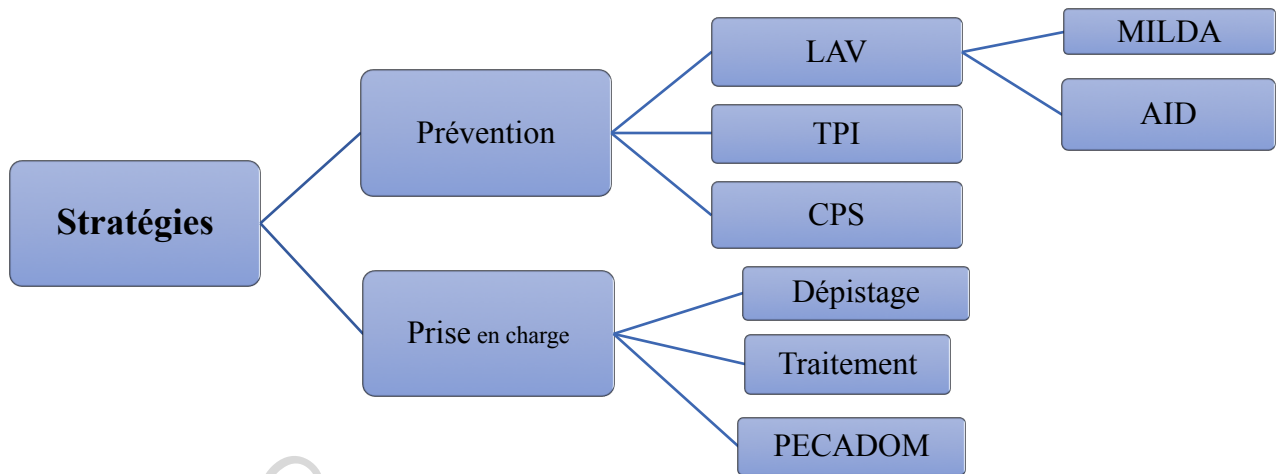 Stratégies
Prévention
LAV
MILDA
AID
TPI
CPS
Prise en charge
Dépistage
Traitement
PECADOM